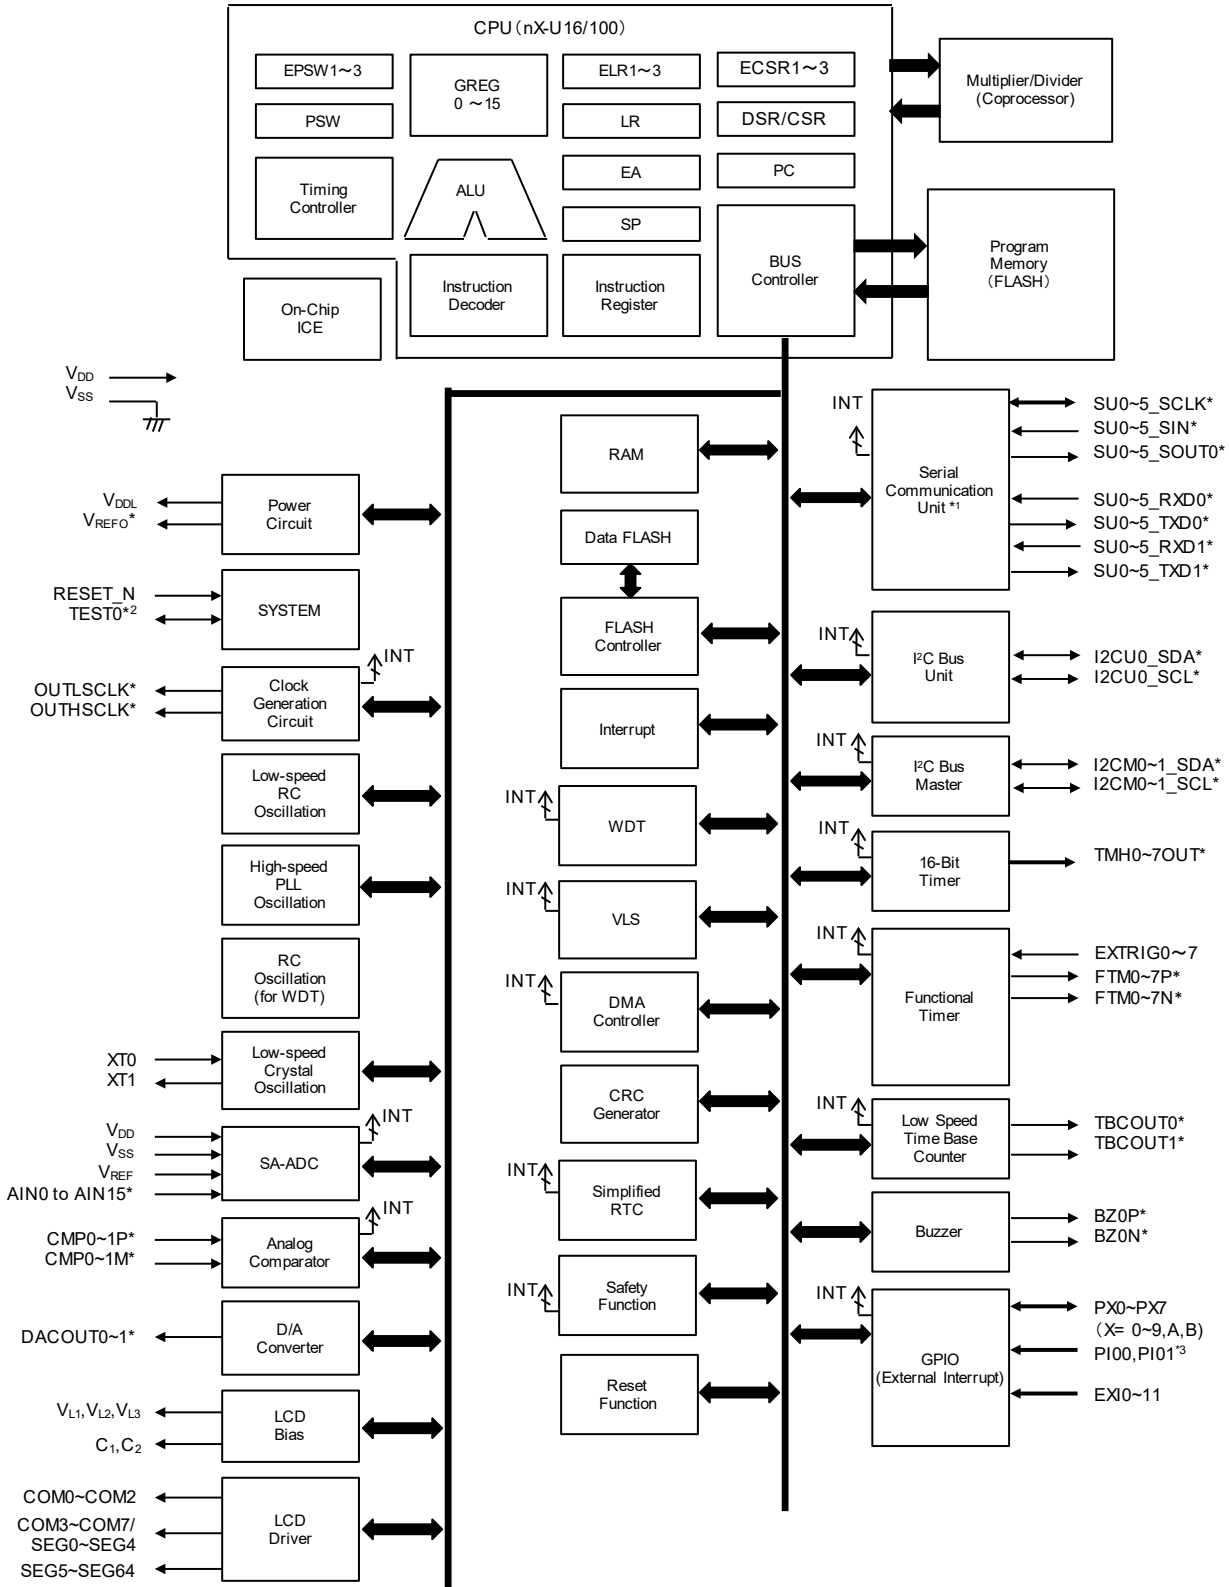 CPU（nX-U16/100）
EPSW1～3
GREG
0 ～15
ELR1～3
ECSR1～3
PSW
LR
DSR/CSR
Timing
Controller
ALU
EA
PC
SP
BUS
Controller
Instruction
Decoder
Instruction
Register
On-Chip
ICE
Multiplier/Divider
(Coprocessor)
Program
Memory
（FLASH）
VDD
VSS
VDDL
VREFO*
Power
Circuit
RESET_N
TEST0*2
SYSTEM
INT
OUTLSCLK*
OUTHSCLK*
Clock
Generation
Circuit
Low-speed
RC
Oscillation
High-speed
PLL
Oscillation
RC
Oscillation
(for WDT)
XT0
XT1
Low-speed
Crystal
Oscillation
INT
VDD
VSS
VREF
AIN0 to AIN15*
SA-ADC
INT
CMP0~1P*
CMP0~1M*
Analog
Comparator
DACOUT0~1*
D/A
Converter
VL1,VL2,VL3
C1,C2
LCD
Bias
COM0~COM2
COM3~COM7/
SEG0~SEG4
SEG5~SEG64
LCD
Driver
RAM
Data FLASH
FLASH
Controller
Interrupt
INT
WDT
INT
VLS
INT
DMA
Controller
CRC
Generator
INT
Simplified
RTC
INT
Safety
Function
Reset
Function
INT
Serial
Communication
Unit *1
SU0~5_SCLK*
SU0~5_SIN*
SU0~5_SOUT0*
SU0~5_RXD0*
SU0~5_TXD0*
SU0~5_RXD1*
SU0~5_TXD1*
INT
I2C Bus
Unit
I2CU0_SDA*
I2CU0_SCL*
INT
I2C Bus
Master
I2CM0~1_SDA*
I2CM0~1_SCL*
INT
16-Bit
Timer
TMH0~7OUT*
INT
Functional
Timer
EXTRIG0～7
FTM0~7P*
FTM0~7N*
INT
Low Speed
Time Base
Counter
TBCOUT0*
TBCOUT1*
Buzzer
BZ0P*
BZ0N*
INT
GPIO
(External Interrupt)
PX0~PX7
（X= 0~9,A,B)
PI00,PI01*3
EXI0~11